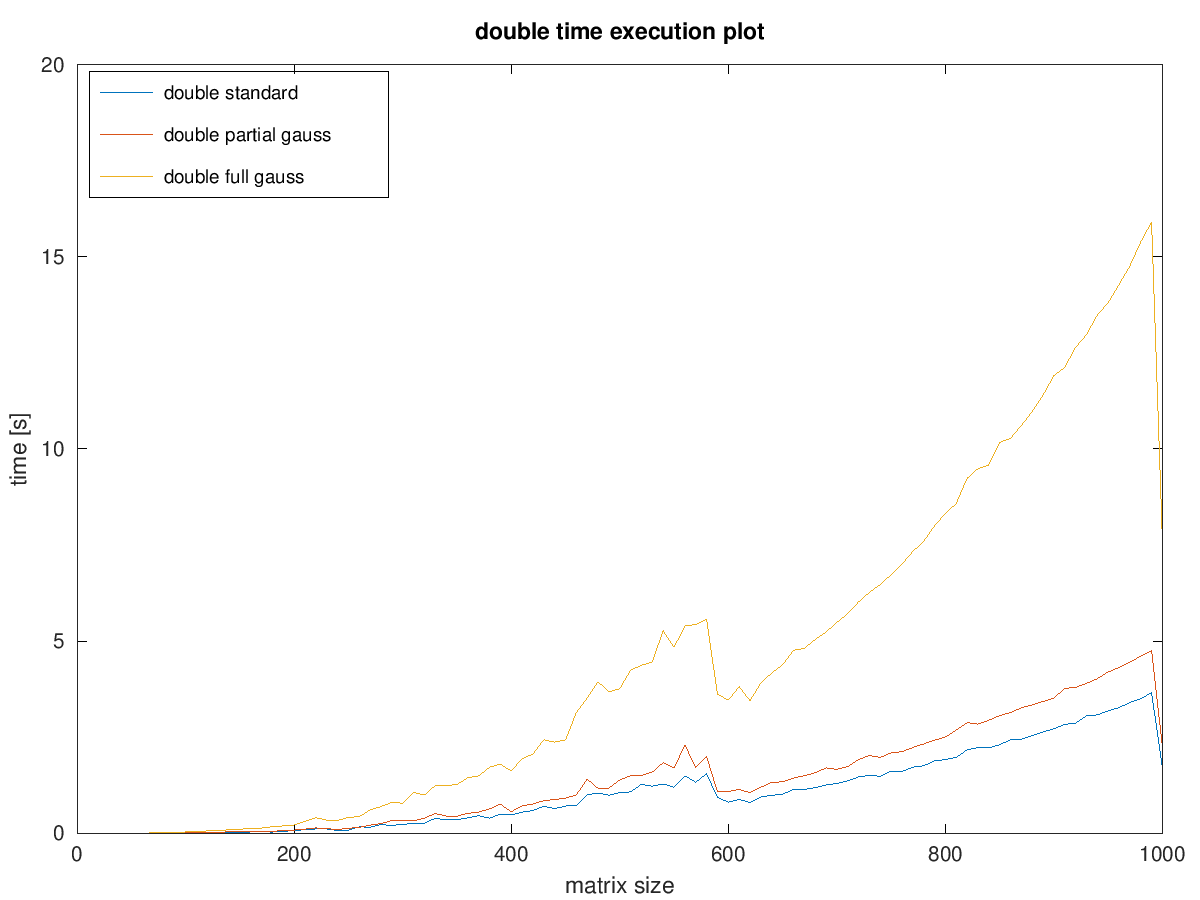 double time execution plot
20
15
10
5
0
time [s]
double standard
double partial gauss
double full gauss
0 200 400 600 800 1000
matrix size